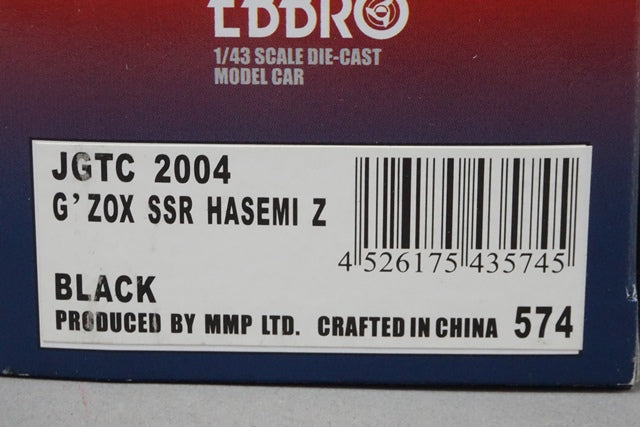 EBBRO
1/43 SCALE DIE-CAST
MODEL CAR
JGTC 2004
G'ZOX SSR HASEMI Z
4 526175 435745
BLACK
PRODUCED BY MMP LTD. CRAFTED IN CHINA 574